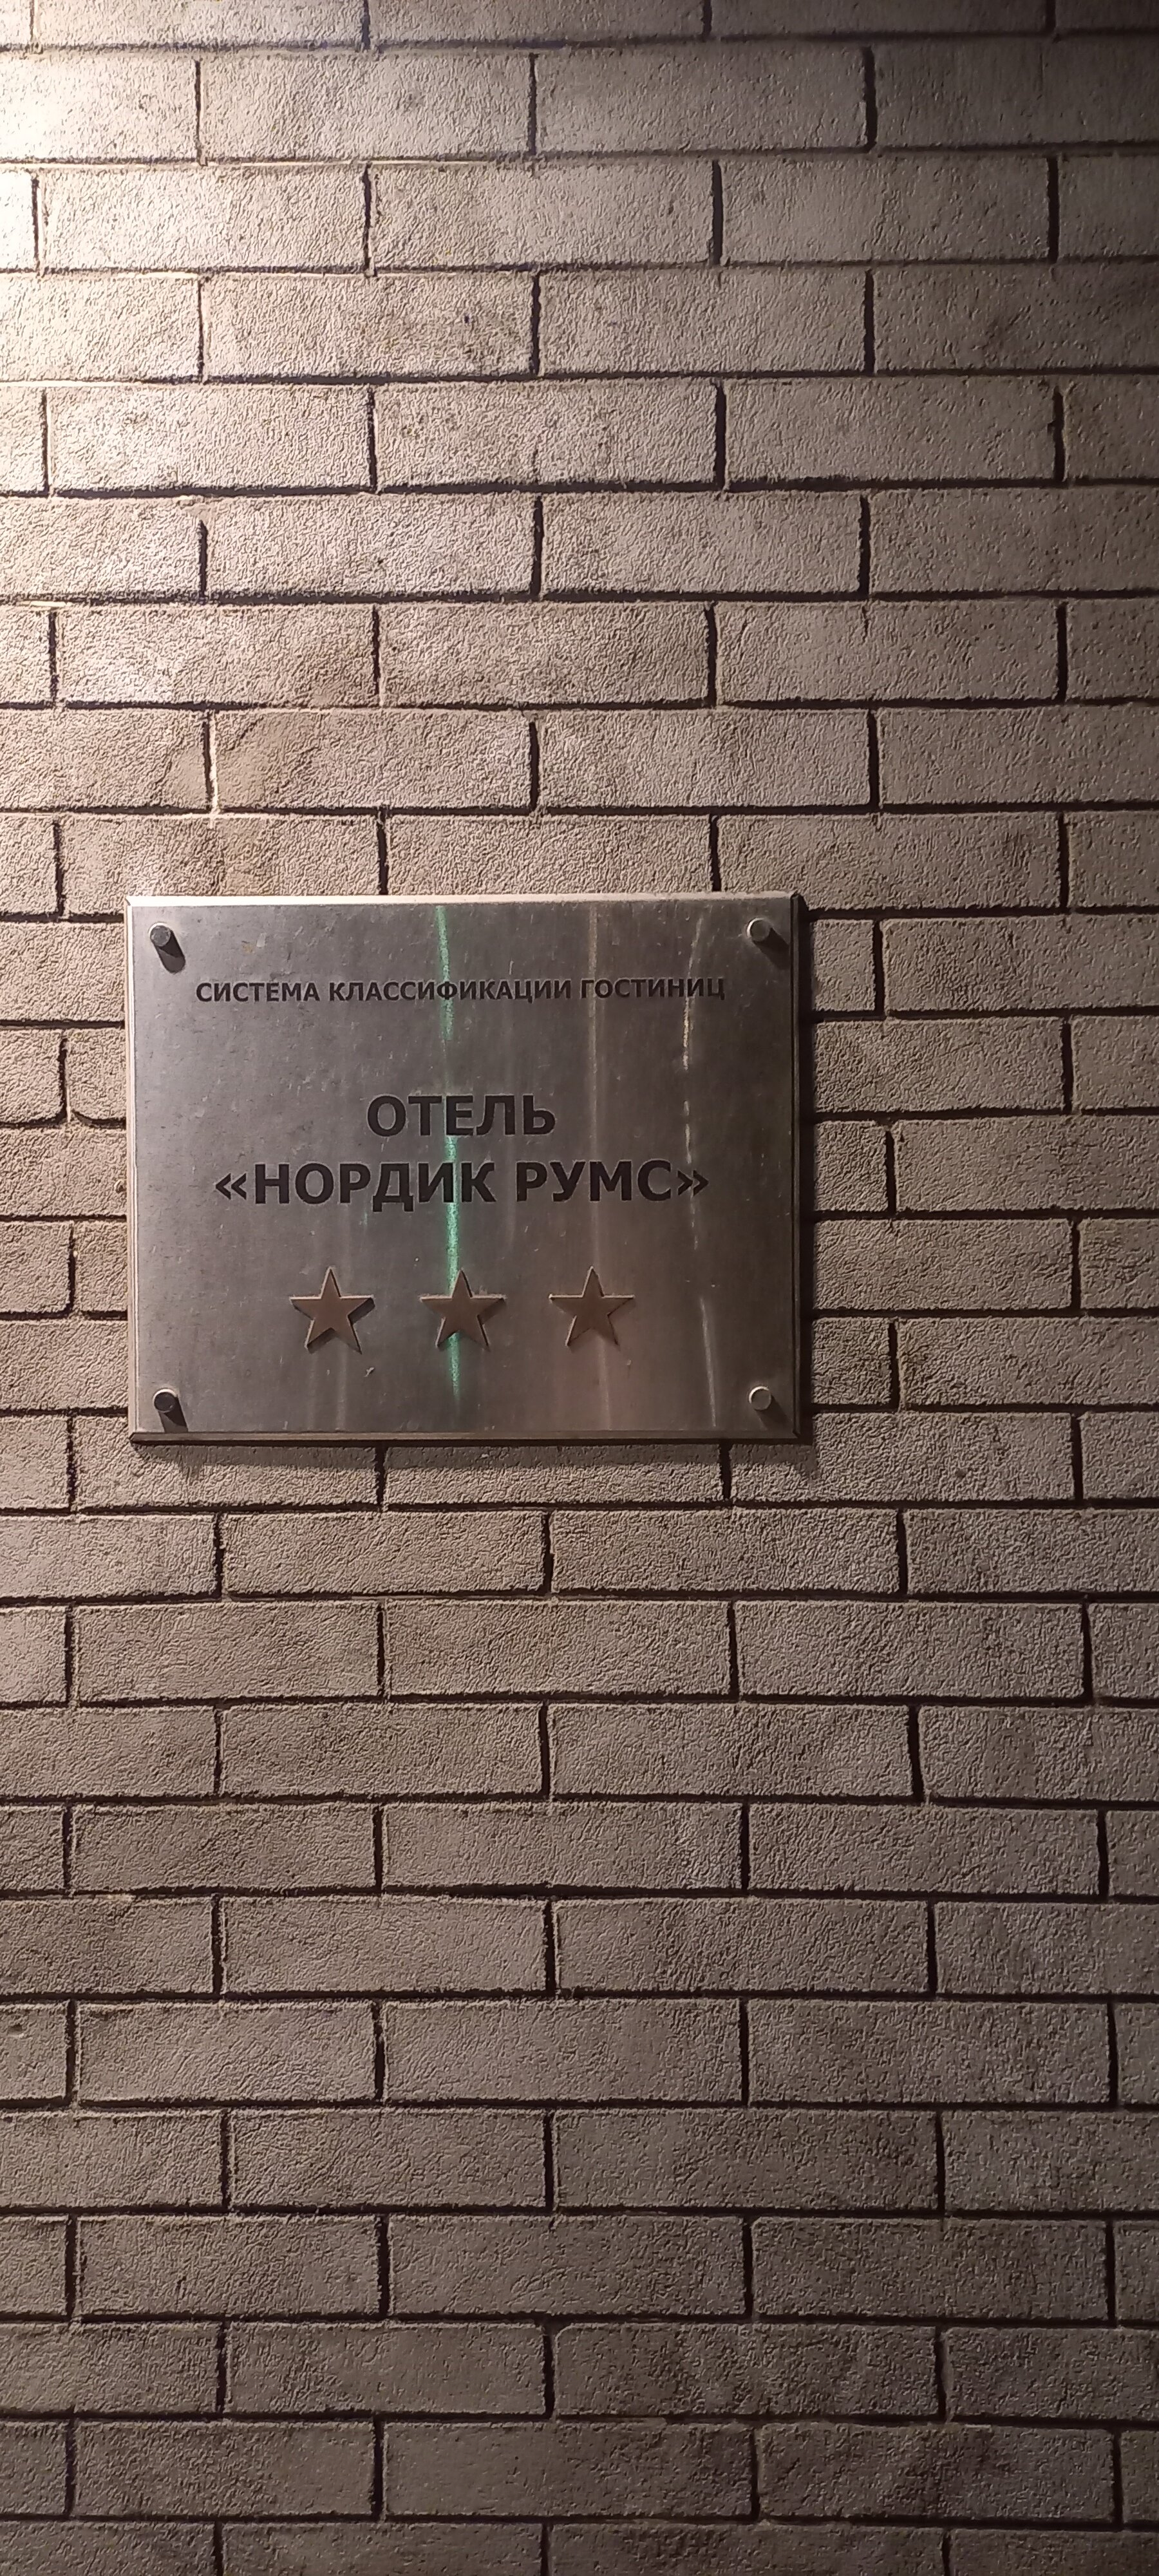 СИСТЕМА КЛАССИФИКАЦИИ ГОСТИНИЦ
ОТЕЛЬ
«НОРДИК РУМС»